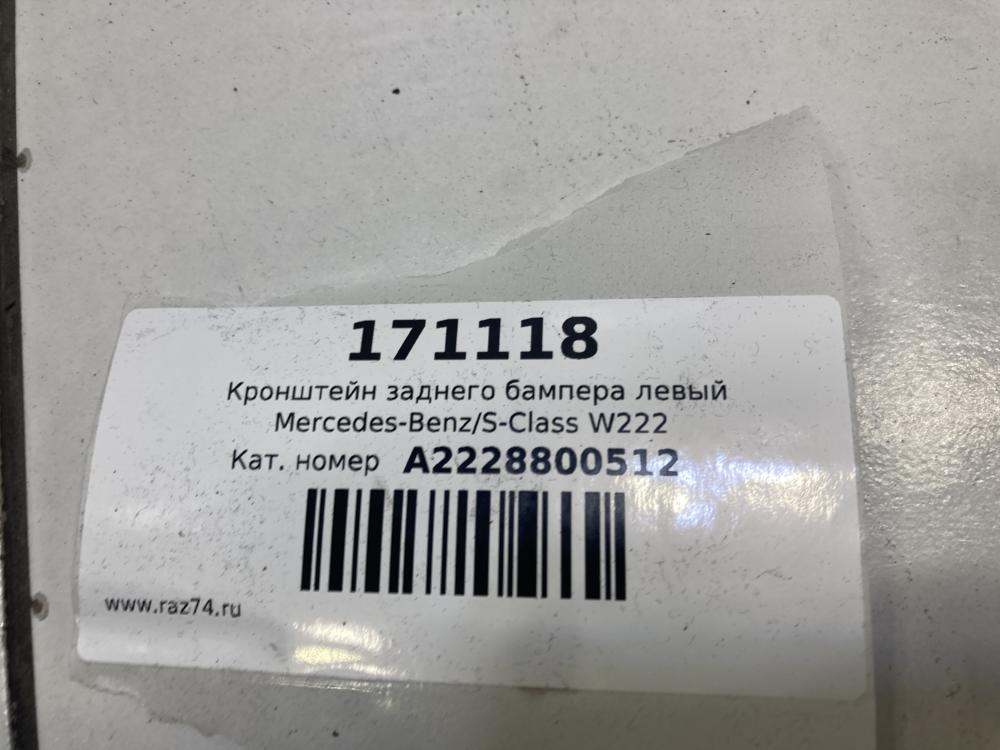 171118
Кронштейн заднего бампера левый
Mercedes-Benz/S-Class W222
Кат. номер A2228800512
www.raz74.ru